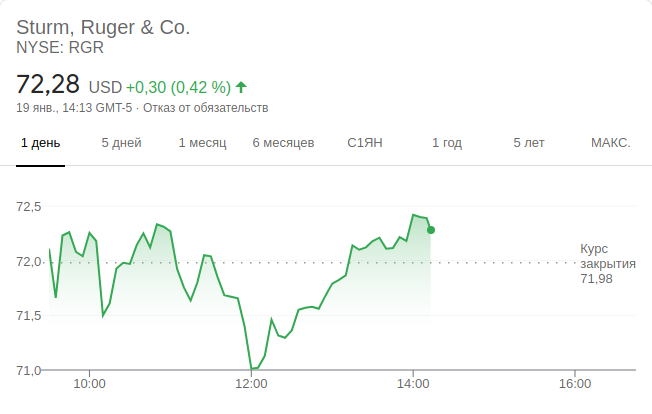 Sturm, Ruger & Co.
NYSE: RGR
72,28 USD +0,30 (0,42 %)
19 янв., 14:13 GMT-5 · Отказ от обязательств
1 день 5 дней 1 месяц 6 месяцев С1ЯН 1 год 5 лет МАКС.
72,5
72,0
71,5
71,0
Курс
закрытия
71,98
10:00 12:00 14:00 16:00